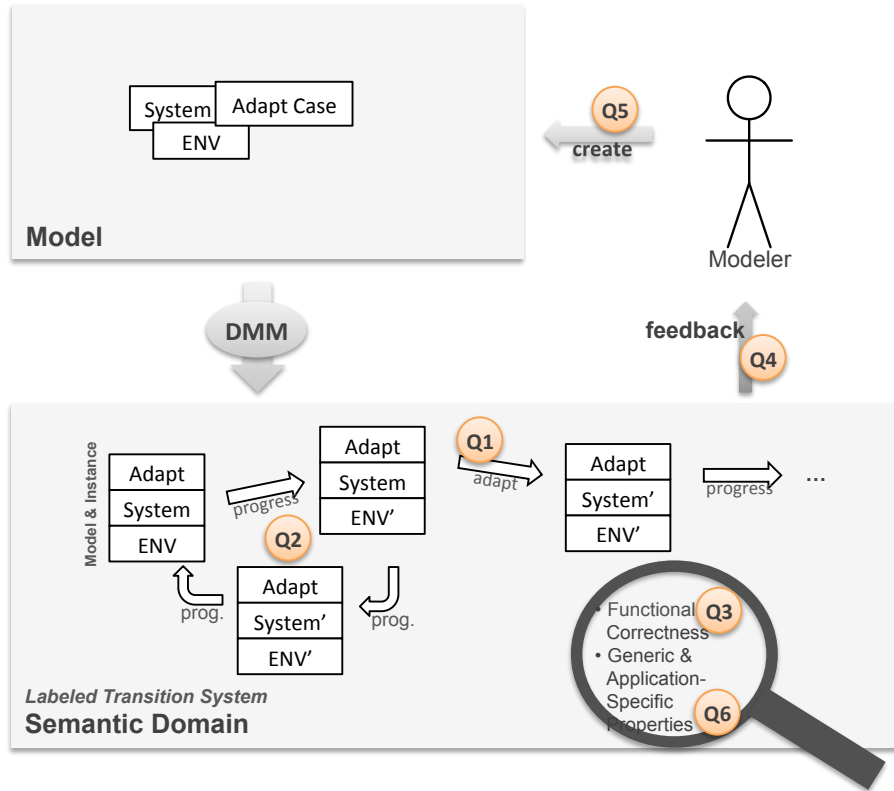 System
Adapt Case
ENV
Model
Q5
create
Modeler
DMM
feedback
Q4
Model & Instance
Adapt
System
ENV
progress
Adapt
System
ENV’
Q1
adapt
Adapt
System’
ENV’
progress
...
Q2
prog.
Adapt
System’
ENV’
prog.
• Functional
Correctness
Q3
• Generic &
Application-
Specific
Properties
Q6
Labeled Transition System
Semantic Domain